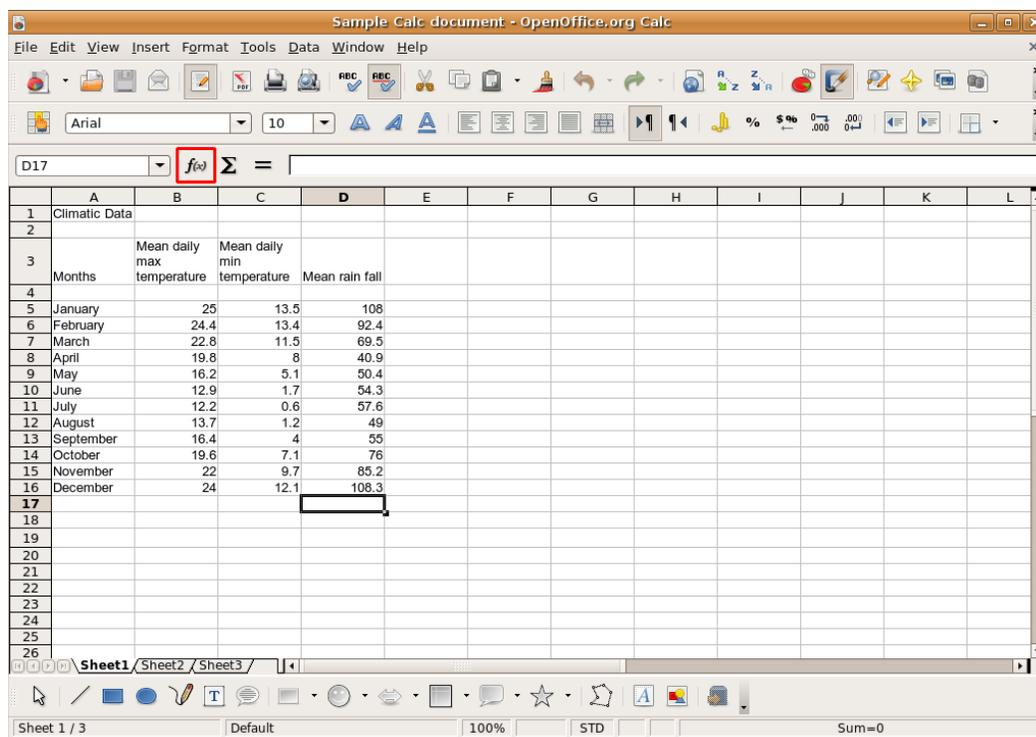 Sample Calc document - OpenOffice.org Calc
File Edit View Insert Format Tools Data Window Help
Arial 10
D17 f(x) Σ =
A B C D E F G H I J K L
1 Climatic Data
2
3 Months Mean daily max temperature Mean daily min temperature Mean rain fall
4
5 January 25 13.5 108
6 February 24.4 13.4 92.4
7 March 22.8 11.5 69.5
8 April 19.8 8 40.9
9 May 16.2 5.1 50.4
10 June 12.9 1.7 54.3
11 July 12.2 0.6 57.6
12 August 13.7 1.2 49
13 September 16.4 4 55
14 October 19.6 7.1 76
15 November 22 9.7 85.2
16 December 24 12.1 108.3
17
18
19
20
21
22
23
24
25
26
Sheet1 Sheet2 Sheet3
Sheet 1 / 3 Default 100% STD Sum=0